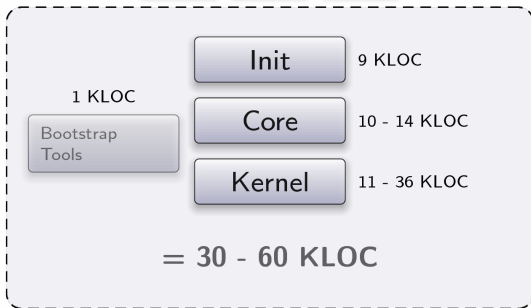 Init
9 KLOC
1 KLOC
Bootstrap
Tools
Core
10 - 14 KLOC
Kernel
11 - 36 KLOC
= 30 - 60 KLOC